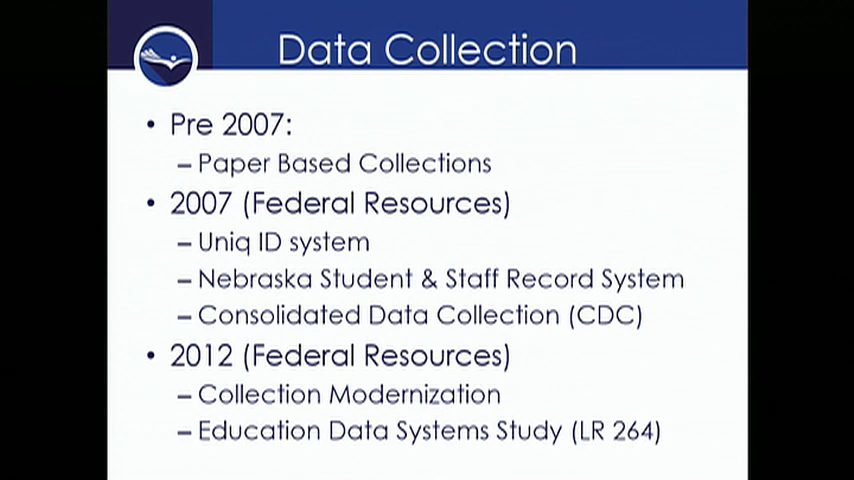 Data Collection
• Pre 2007:
– Paper Based Collections
• 2007 (Federal Resources)
– Uniq ID system
– Nebraska Student & Staff Record System
– Consolidated Data Collection (CDC)
• 2012 (Federal Resources)
– Collection Modernization
– Education Data Systems Study (LR 264)